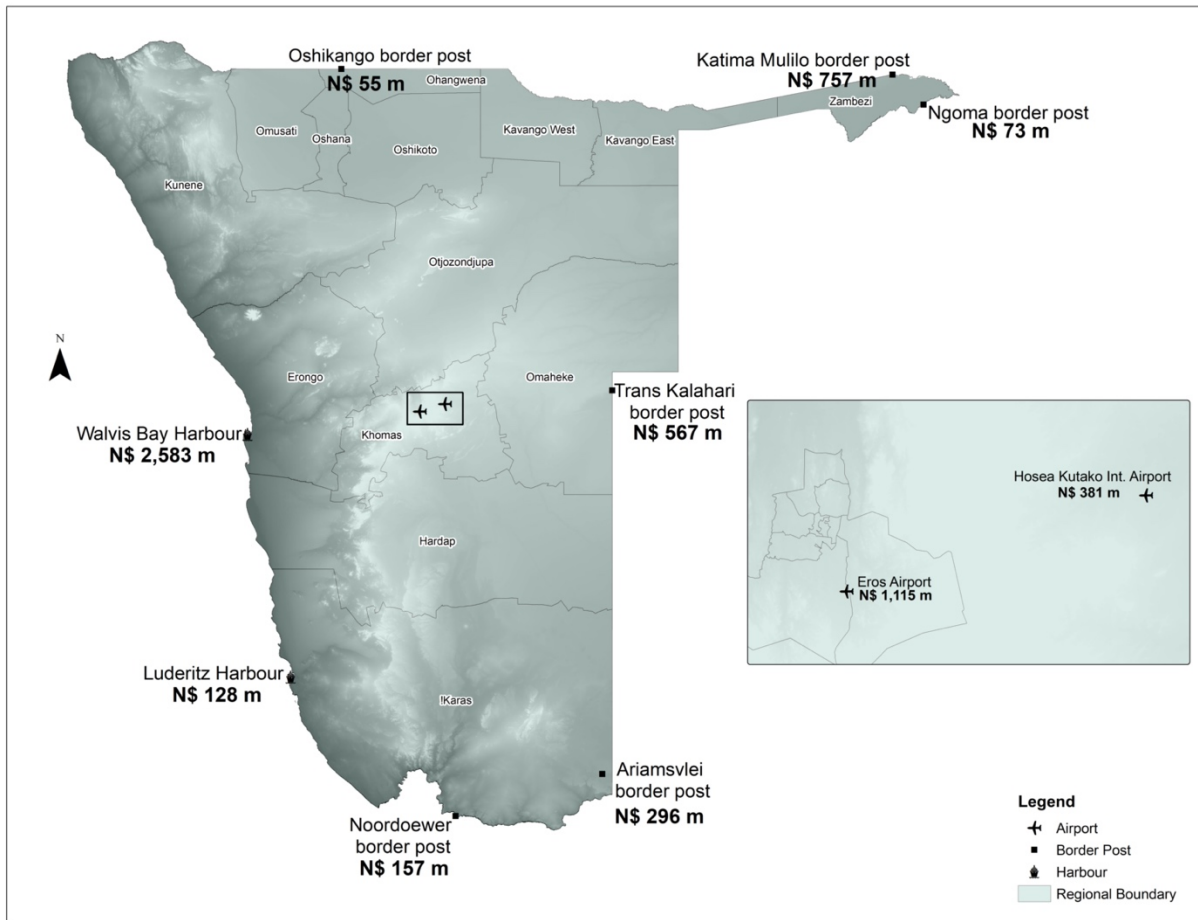 Oshikango border post
N$ 55 m
Katima Mulilo border post
N$ 757 m
Ngoma border post
N$ 73 m
Ohangwena
Zambezi
Omusati
Oshana
Oshikoto
Kavango West
Kavango East
Kunene
Otjozondjupa
N
Erongo
Omaheke
Trans Kalahari
border post
N$ 567 m
Walvis Bay Harbour
N$ 2,583 m
Khomas
Hosea Kutako Int. Airport
N$ 381 m
Hardap
Eros Airport
N$ 1,115 m
Luderitz Harbour
N$ 128 m
!Karas
Ariamsvlei
border post
N$ 296 m
Noordoewer
border post
N$ 157 m
Legend
Airport
Border Post
Harbour
Regional Boundary